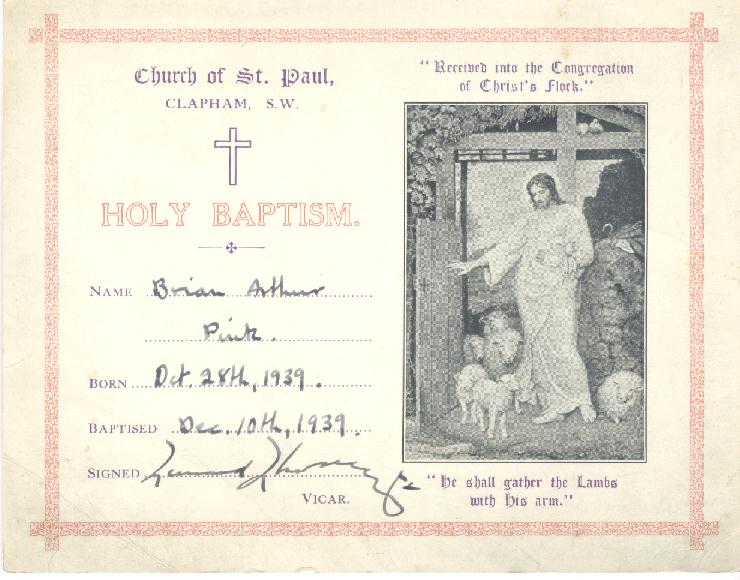 Church of St. Paul,
CLAPHAM, S.W.
HOLY BAPTISM.
NAME Brian Arthur
Pink.
BORN Oct. 28th, 1939.
BAPTISED Dec. 10th, 1939.
SIGNED
VICAR.
"Received into the Congregation
of Christ's Flock."
"He shall gather the Lambs
with His arm."